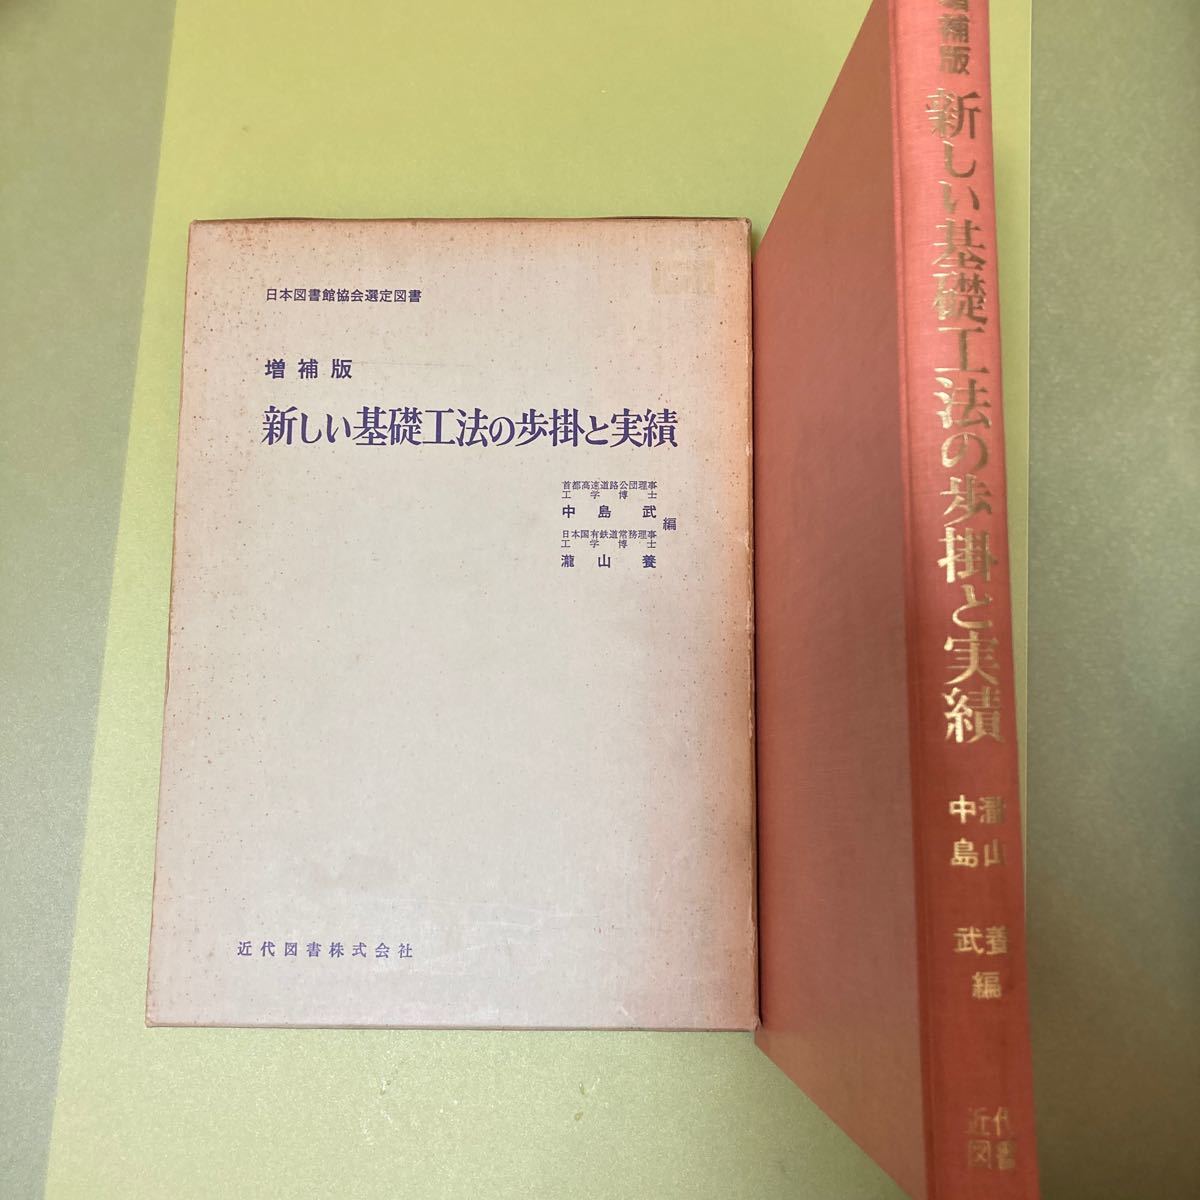 日本図書館協会選定図書
増補版
新しい基礎工法の歩掛と実績
首都高速道路公団理事
工学博士
中島武
日本国有鉄道常務理事
工学博士
瀧山養
編
近代図書株式会社
増補版 新しい基礎工法の歩掛と実績
瀧山養
中島武
編
近代
図書